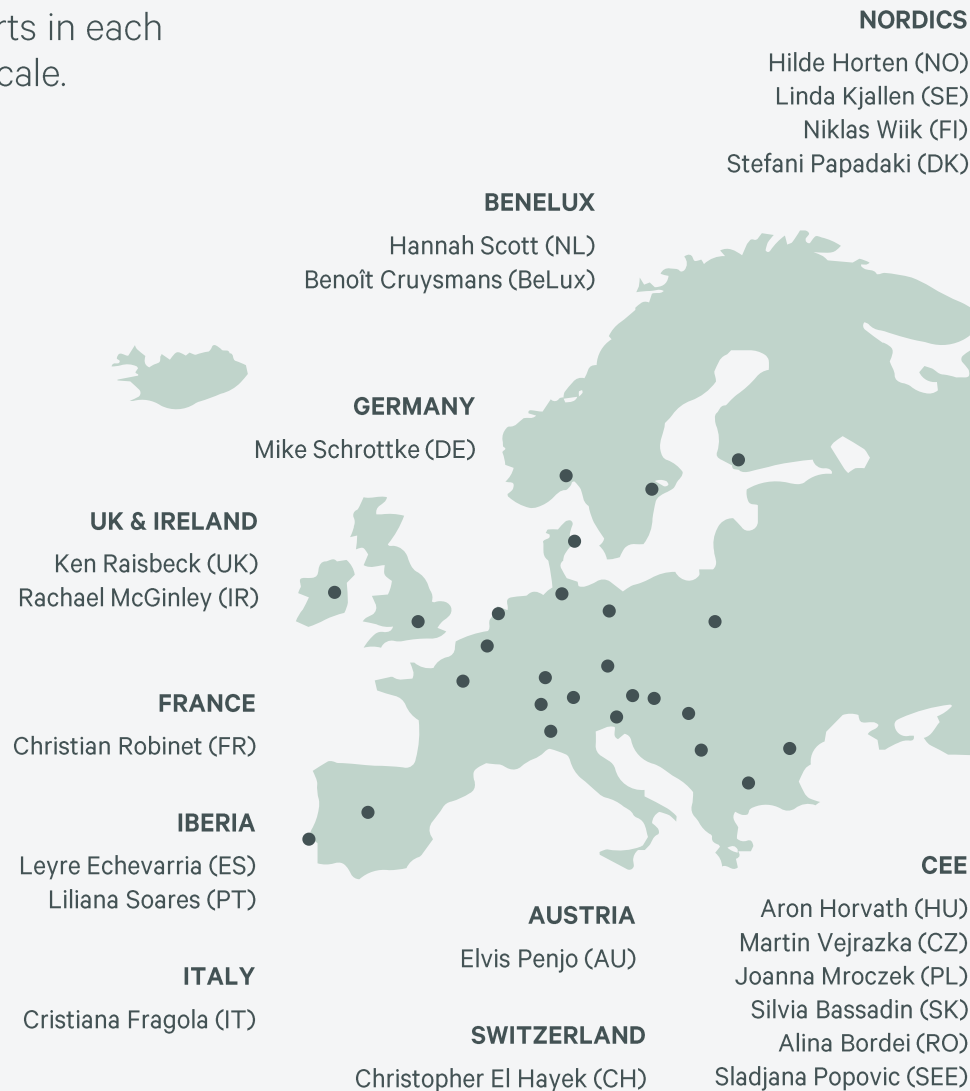 rts in each
cale.
NORDICS
Hilde Horten (NO)
Linda Kjallen (SE)
Niklas Wiik (FI)
Stefani Papadaki (DK)
BENELUX
Hannah Scott (NL)
Benoît Cruysmans (BeLux)
GERMANY
Mike Schrottke (DE)
UK & IRELAND
Ken Raisbeck (UK)
Rachael McGinley (IR)
FRANCE
Christian Robinet (FR)
IBERIA
Leyre Echevarria (ES)
Liliana Soares (PT)
ITALY
Cristiana Fragola (IT)
AUSTRIA
Elvis Penjo (AU)
SWITZERLAND
Christopher El Hayek (CH)
CEE
Aron Horvath (HU)
Martin Vejrazka (CZ)
Joanna Mroczek (PL)
Silvia Bassadin (SK)
Alina Bordei (RO)
Sladjana Popovic (SEE)